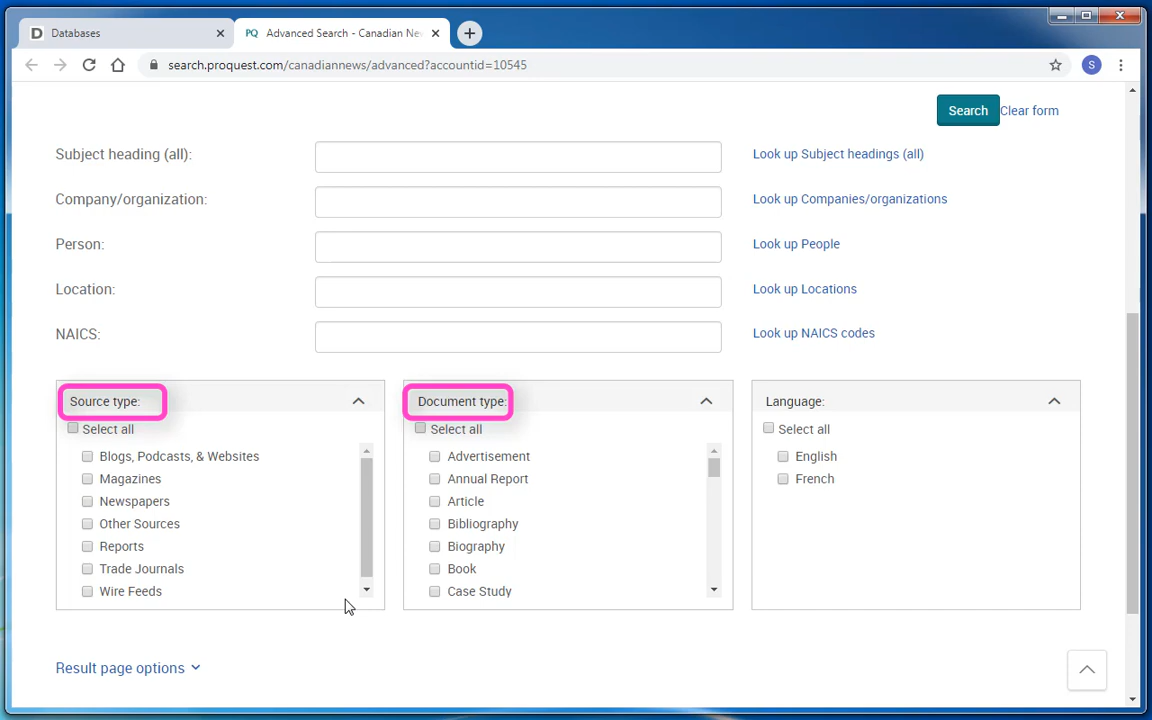 Databases
PQ Advanced Search - Canadian Ne
search.proquest.com/canadiannews/advanced?accountid=10545
S
Search Clear form
Subject heading (all): Look up Subject headings (all)
Company/organization: Look up Companies/organizations
Person: Look up People
Location: Look up Locations
NAICS: Look up NAICS codes
Source type:
Select all
Blogs, Podcasts, & Websites
Magazines
Newspapers
Other Sources
Reports
Trade Journals
Wire Feeds
Document type:
Select all
Advertisement
Annual Report
Article
Bibliography
Biography
Book
Case Study
Language:
Select all
English
French
Result page options